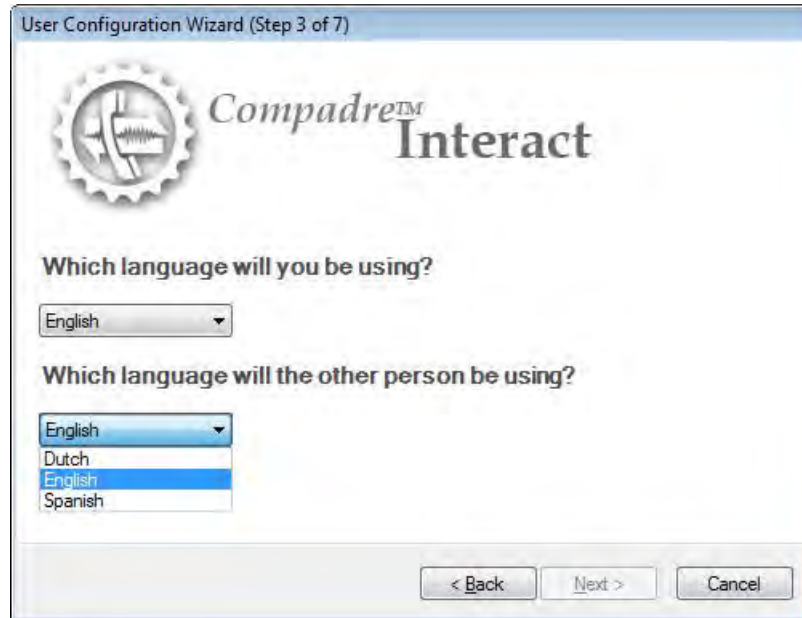 User Configuration Wizard (Step 3 of 7)
Compadre™
Interact
Which language will you be using?
English
Which language will the other person be using?
English
Dutch
English
Spanish
< Back
Next >
Cancel